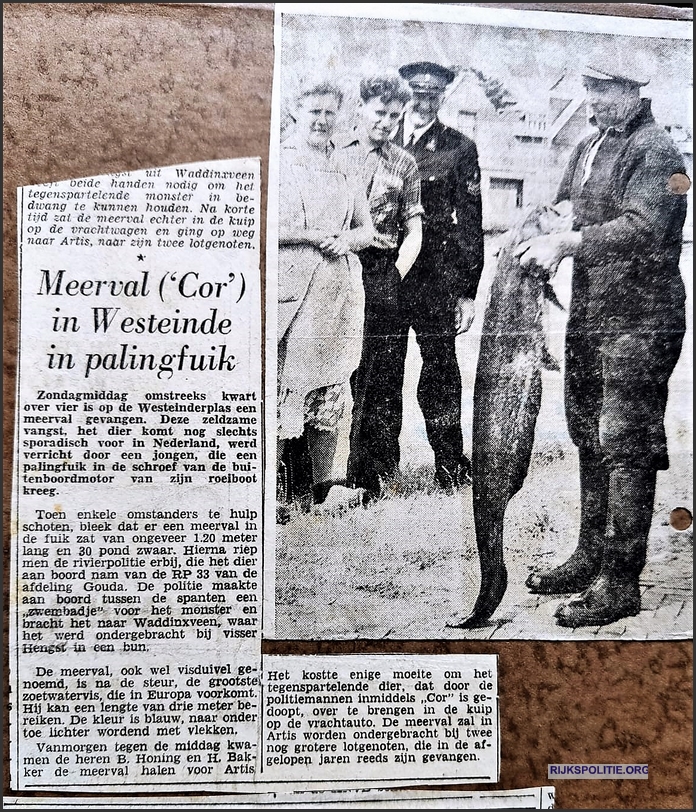 uit Waddinxveen
beide handen nodig om het
tegenspartelende monster in be-
dwang te kunnen houden. Na korte
tijd zat de meerval echter in de kuip
op de vrachtwagen en ging op weg
naar Artis, naar zijn twee lotgenoten.
*
Meerval (‘Cor’)
in Westeinde
in palingfuik
Zondagmiddag omstreeks kwart
over vier is op de Westeinderplas een
meerval gevangen. Deze zeldzame
vangst, het dier komt nog slechts
sporadisch voor in Nederland, werd
verricht door een jongen, die een
palingfuik in de schroef van de bui-
tenboordmotor van zijn roeiboot
kreeg.
Toen enkele omstanders te hulp
schoten, bleek dat er een meerval in
de fuik zat van ongeveer 1.20 meter
lang en 30 pond zwaar. Hierna riep
men de rivierpolitie erbij, die het dier
aan boord nam van de RP 33 van de
afdeling Gouda. De politie maakte
aan boord tussen de spanten een
„zwembadje” voor het monster en
bracht het naar Waddinxveen, waar
het werd ondergebracht bij visser
Hengst in een bun.
De meerval, ook wel visduivel ge-
noemd, is na de steur, de grootste
zoetwatervis, die in Europa voorkomt.
Hij kan een lengte van drie meter be-
reiken. De kleur is blauw, naar onder
toe lichter wordend met vlekken.
Vanmorgen tegen de middag kwa-
men de heren B. Honing en H. Bak-
ker de meerval halen voor Artis
Het kostte enige moeite om het
tegenspartelende dier, dat door de
politiemannen inmiddels „Cor” is ge-
doopt, over te brengen in de kuip
op de vrachtauto. De meerval zal in
Artis worden ondergebracht bij twee
nog grotere lotgenoten, die in de af-
gelopen jaren reeds zijn gevangen.
RIJKSPOLITIE.ORG